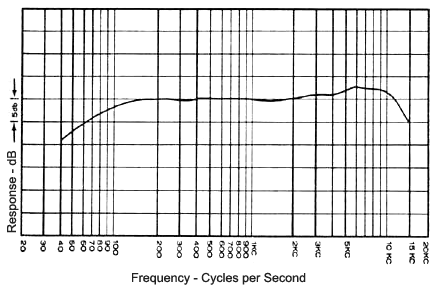 Response - dB
5db
20 30 40 50 60 70 80 90 100 200 300 400 500 600 700 800 900 1KC 2KC 3KC 5KC 10 KC 15 KC 20KC
Frequency - Cycles per Second